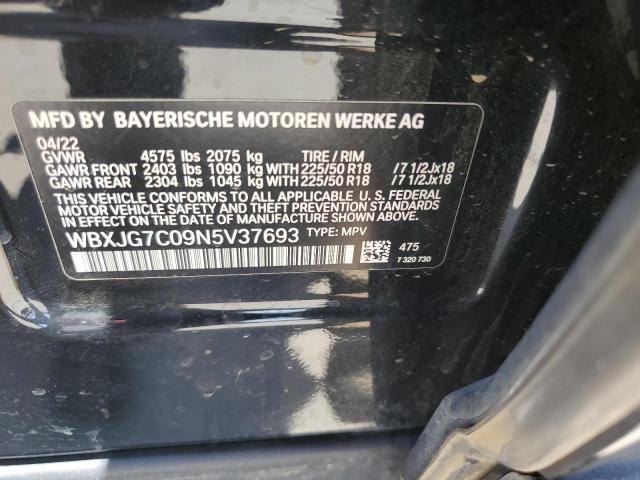 MFD BY BAYERISCHE MOTOREN WERKE AG
04/22
GVWR 4575 lbs 2075 kg TIRE / RIM
GAWR FRONT 2403 lbs 1090 kg WITH 225/50 R18 /7 1/2Jx18
GAWR REAR 2304 lbs 1045 kg WITH 225/50 R18 /7 1/2Jx18
THIS VEHICLE CONFORMS TO ALL APPLICABLE U. S. FEDERAL
MOTOR VEHICLE SAFETY AND THEFT PREVENTION STANDARDS IN
EFFECT ON THE DATE OF MANUFACTURE SHOWN ABOVE.
WBXJG7C09N5V37693 TYPE: MPV
475
7 320 730